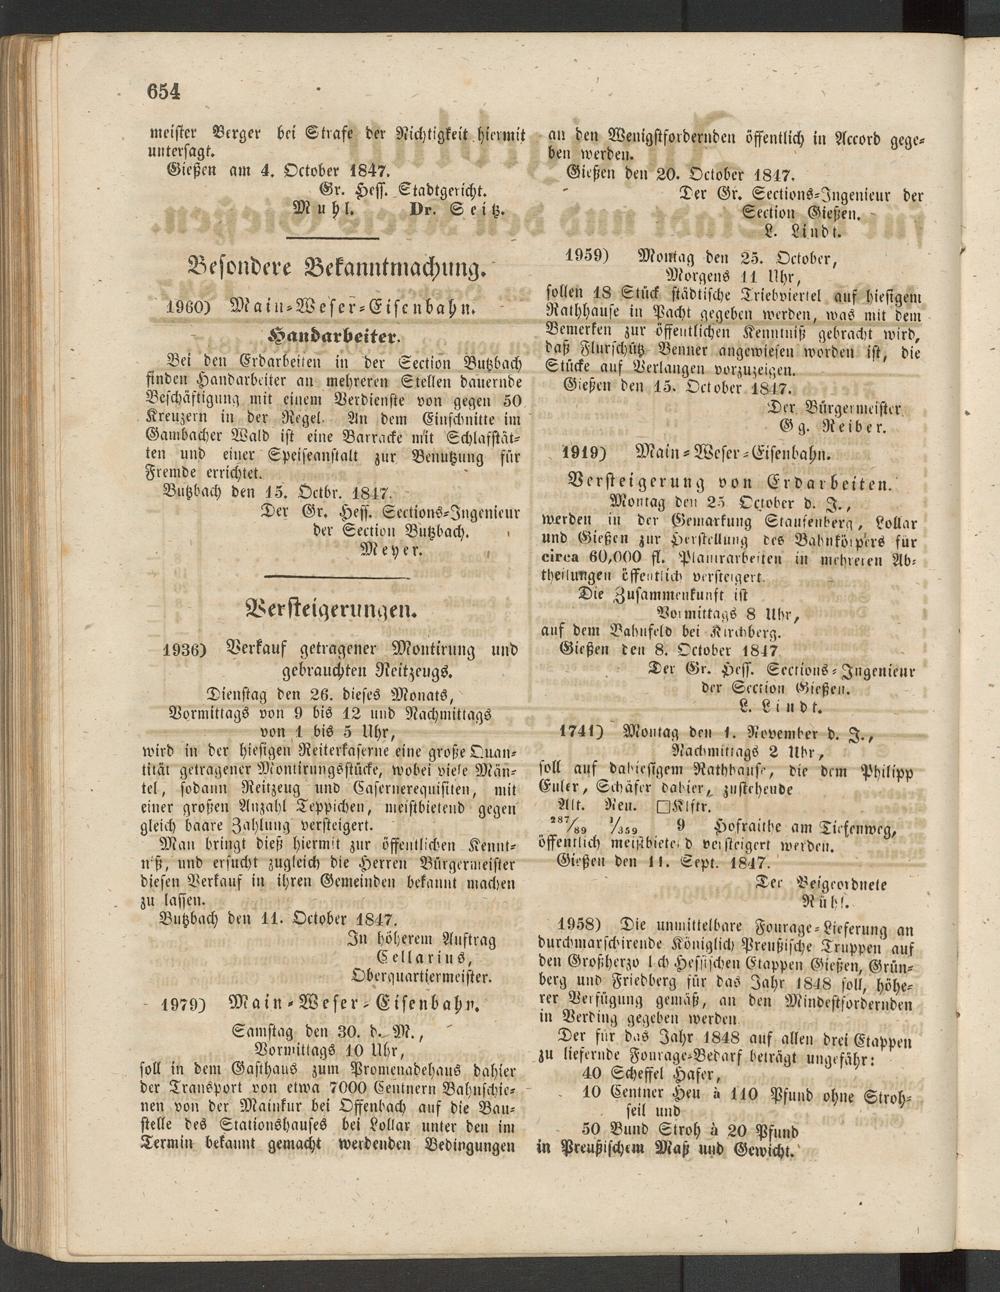 654
meister Berger bei Strafe der Nichtigkeit hiermit
untersagt.
Gießen am 4. October 1847.
Gr. Hess. Stadtgericht.
Muhl. Dr. Seitz.
Besondere Bekanntmachung.
1960) Main-Weser-Eisenbahn.
Handarbeiter.
Bei den Erdarbeiten in der Section Butzbach
finden Handarbeiter an mehreren Stellen dauernde
Beschäftigung mit einem Verdienste von gegen 50
Kreuzern in der Regel. An dem Einschnitte im
Gambacher Wald ist eine Barracke mit Schlafstät-
ten und einer Speiseanstalt zur Benutzung für
Fremde errichtet.
Butzbach den 15. Octbr. 1847.
Der Gr. Hess. Sections-Ingenieur
der Section Butzbach.
Meyer.
Versteigerungen.
1936) Verkauf getragener Montirung und
gebrauchten Reitzeugs.
Dienstag den 26. dieses Monats,
Vormittags von 9 bis 12 und Nachmittags
von 1 bis 5 Uhr,
wird in der hiesigen Reiterkaserne eine große Quan-
tität getragener Montirungsstücke, wobei viele Män-
tel, sodann Reitzeug und Casernerequisiten, mit
einer großen Anzahl Teppichen, meistbietend gegen
gleich baare Zahlung versteigert.
Man bringt dieß hiermit zur öffentlichen Kennt-
niß, und ersucht zugleich die Herren Bürgermeister
diesen Verkauf in ihren Gemeinden bekannt machen
zu lassen.
Butzbach den 11. October 1847.
In höherem Auftrag
Cellarius,
Oberquartiermeister.
1979) Main-Weser-Eisenbahn.
Samstag den 30. d. M.,
Vormittags 10 Uhr,
soll in dem Gasthaus zum Promenadehaus dahier
der Transport von etwa 7000 Centnern Bahnschie-
nen von der Mainkur bei Offenbach auf die Bau-
stelle des Stationshauses bei Lollar unter den im
Termin bekannt gemacht werdenden Bedingungen
an den Wenigstfordernden öffentlich in Accord gege-
ben werden.
Gießen den 20. October 1847.
Der Gr. Sections-Ingenieur der
Section Gießen.
L. Lindt.
1959) Montag den 25. October,
Morgens 11 Uhr,
sollen 18 Stück städtische Triebviertel auf hiesigem
Rathhause in Pacht gegeben werden, was mit dem
Bemerken zur öffentlichen Kenntniß gebracht wird,
daß Flurschütz Benner angewiesen worden ist, die
Stücke auf Verlangen vorzuzeigen.
Gießen den 15. October 1847.
Der Bürgermeister
Gg. Reiber.
1919) Main-Weser-Eisenbahn.
Versteigerung von Erdarbeiten.
Montag den 25 October d. J.,
werden in der Gemarkung Staufenberg, Lollar
und Gießen zur Herstellung des Bahnkörpers für
circa 60,000 fl. Planirarbeiten in mehreren Ab-
theilungen öffentlich versteigert.
Die Zusammenkunft ist
Vormittags 8 Uhr,
auf dem Bahnfeld bei Kirchberg.
Gießen den 8. October 1847
Der Gr. Hess. Sections-Ingenieur
der Section Gießen.
L. Lindt.
1741) Montag den 1. November d. J.,
Nachmittags 2 Uhr,
soll auf dahiesigem Rathhause, die dem Philipp
Euler, Schäfer dahier, zustehende
Alt. Neu. □Klftr.
287/89 1/359 9 Hofraithe am Tiefenweg,
öffentlich meistbietend versteigert werden.
Gießen den 11. Sept. 1847.
Der Beigeordnete
Rühl.
1958) Die unmittelbare Fourage-Lieferung an
durchmarschirende Königlich Preußische Truppen auf
den Großherzoglich Hessischen Etappen Gießen, Grün-
berg und Friedberg für das Jahr 1848 soll, höhe-
rer Verfügung gemäß, an den Mindestfordernden
in Verding gegeben werden
Der für das Jahr 1848 auf allen drei Etappen
zu liefernde Fourage-Bedarf beträgt ungefähr:
40 Scheffel Hafer,
10 Centner Heu à 110 Pfund ohne Stroh-
seil und
50 Bund Stroh à 20 Pfund
in Preußischem Maß und Gewicht.